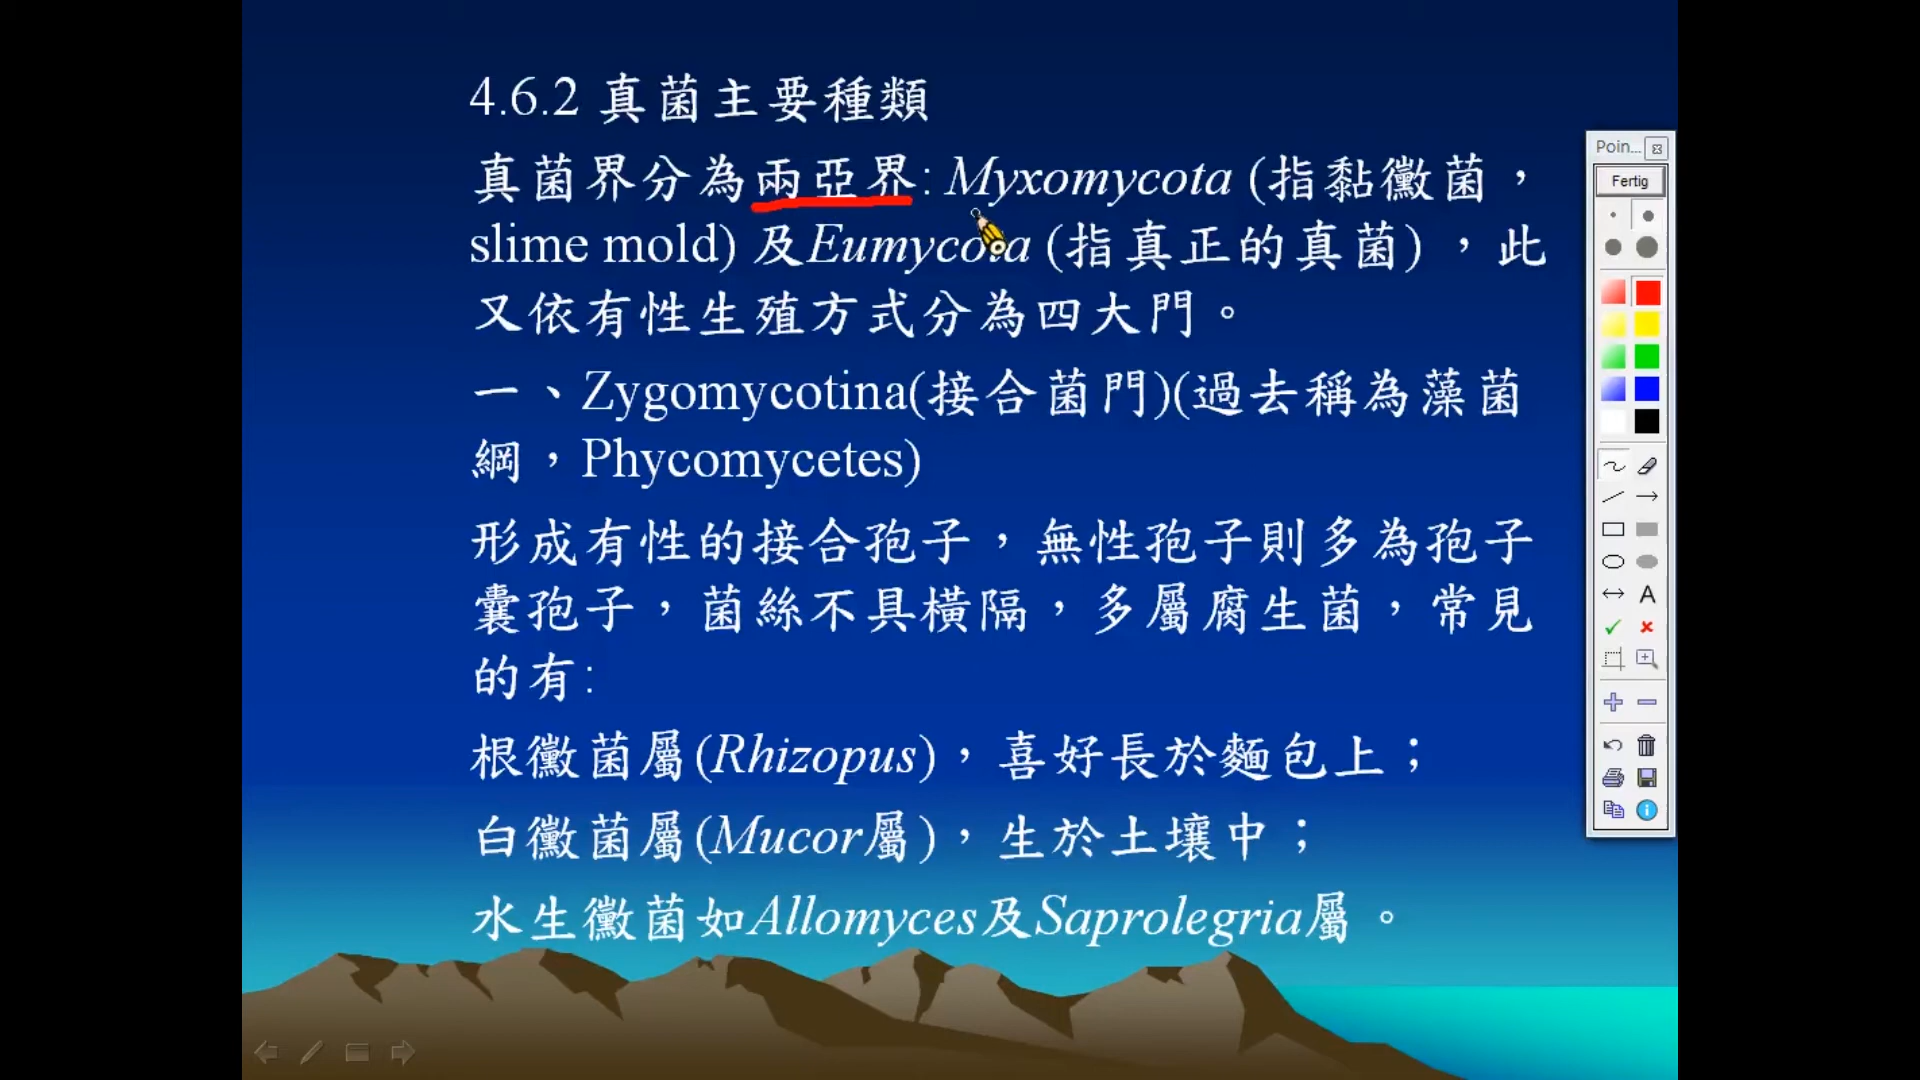 4.6.2 真菌主要種類
真菌界分為兩亞界: Myxomycota (指黏黴菌，
slime mold) 及Eumycota (指真正的真菌) ，此
又依有性生殖方式分為四大門。
一、Zygomycotina(接合菌門)(過去稱為藻菌
綱，Phycomycetes)
形成有性的接合孢子，無性孢子則多為孢子
囊孢子，菌絲不具橫隔，多屬腐生菌，常見
的有:
根黴菌屬(Rhizopus)，喜好長於麵包上；
白黴菌屬(Mucor屬)，生於土壤中；
水生黴菌如Allomyces及Saprolegria屬。
Poin...
Fertig
A